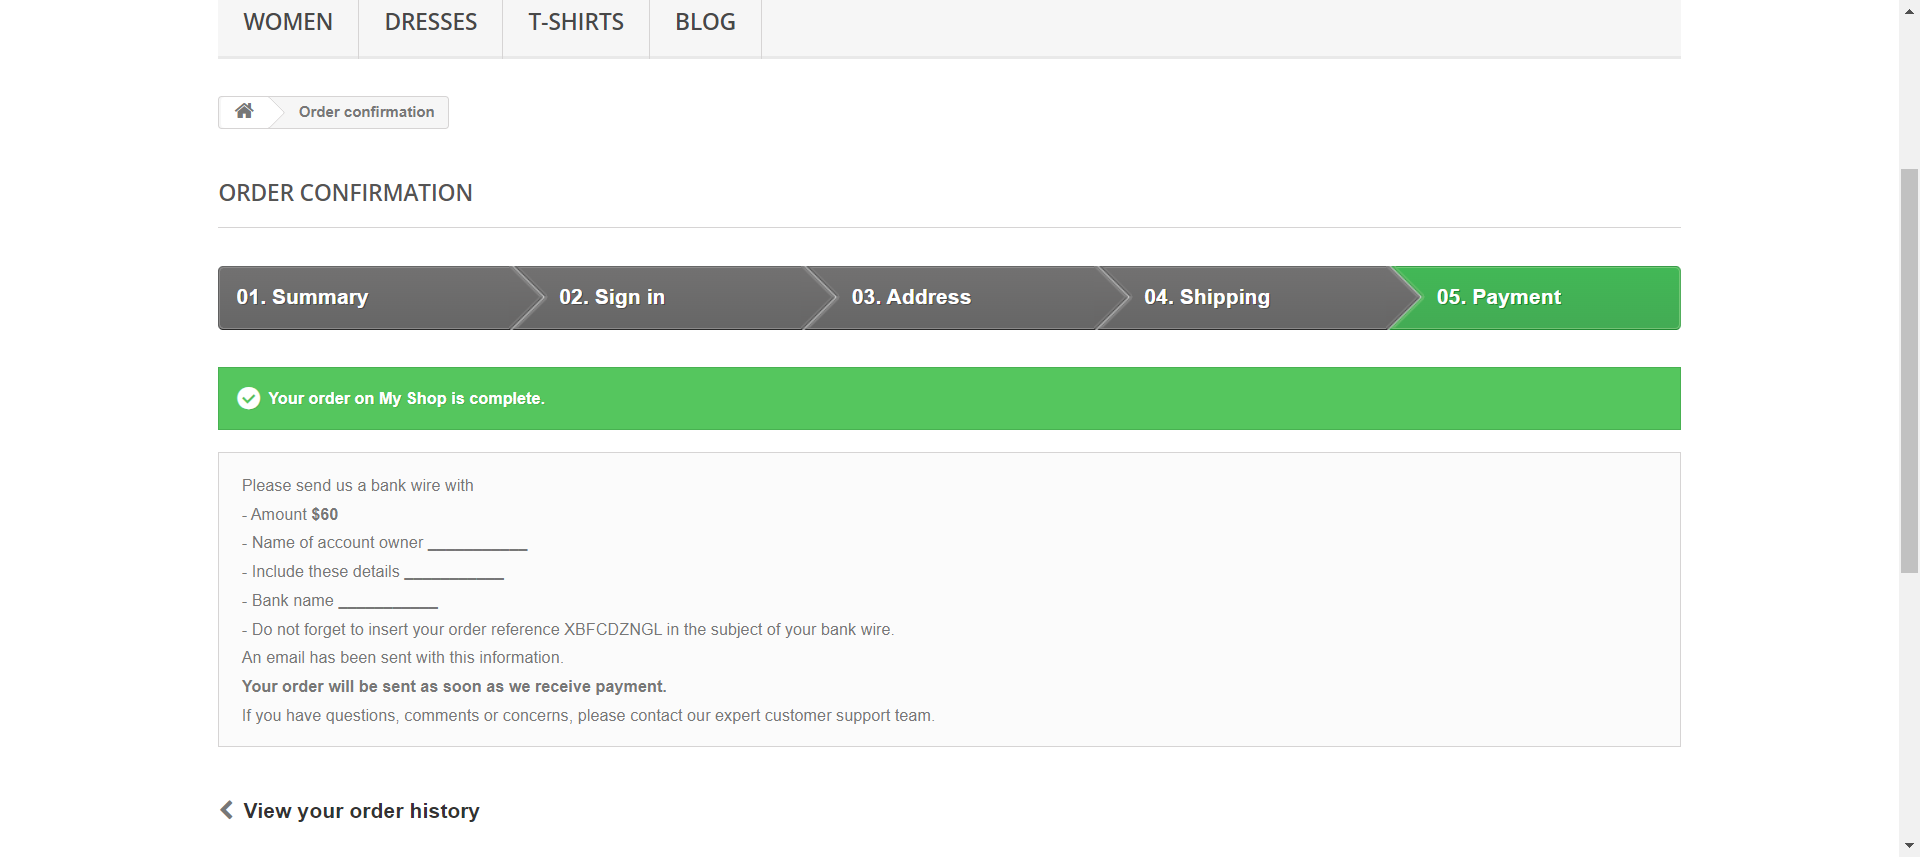 WOMEN DRESSES T-SHIRTS BLOG
Order confirmation
ORDER CONFIRMATION
01. Summary 02. Sign in 03. Address 04. Shipping 05. Payment
Your order on My Shop is complete.
Please send us a bank wire with
- Amount $60
- Name of account owner ___________
- Include these details ___________
- Bank name ___________
- Do not forget to insert your order reference XBFCDZNGL in the subject of your bank wire.
An email has been sent with this information.
Your order will be sent as soon as we receive payment.
If you have questions, comments or concerns, please contact our expert customer support team.
View your order history